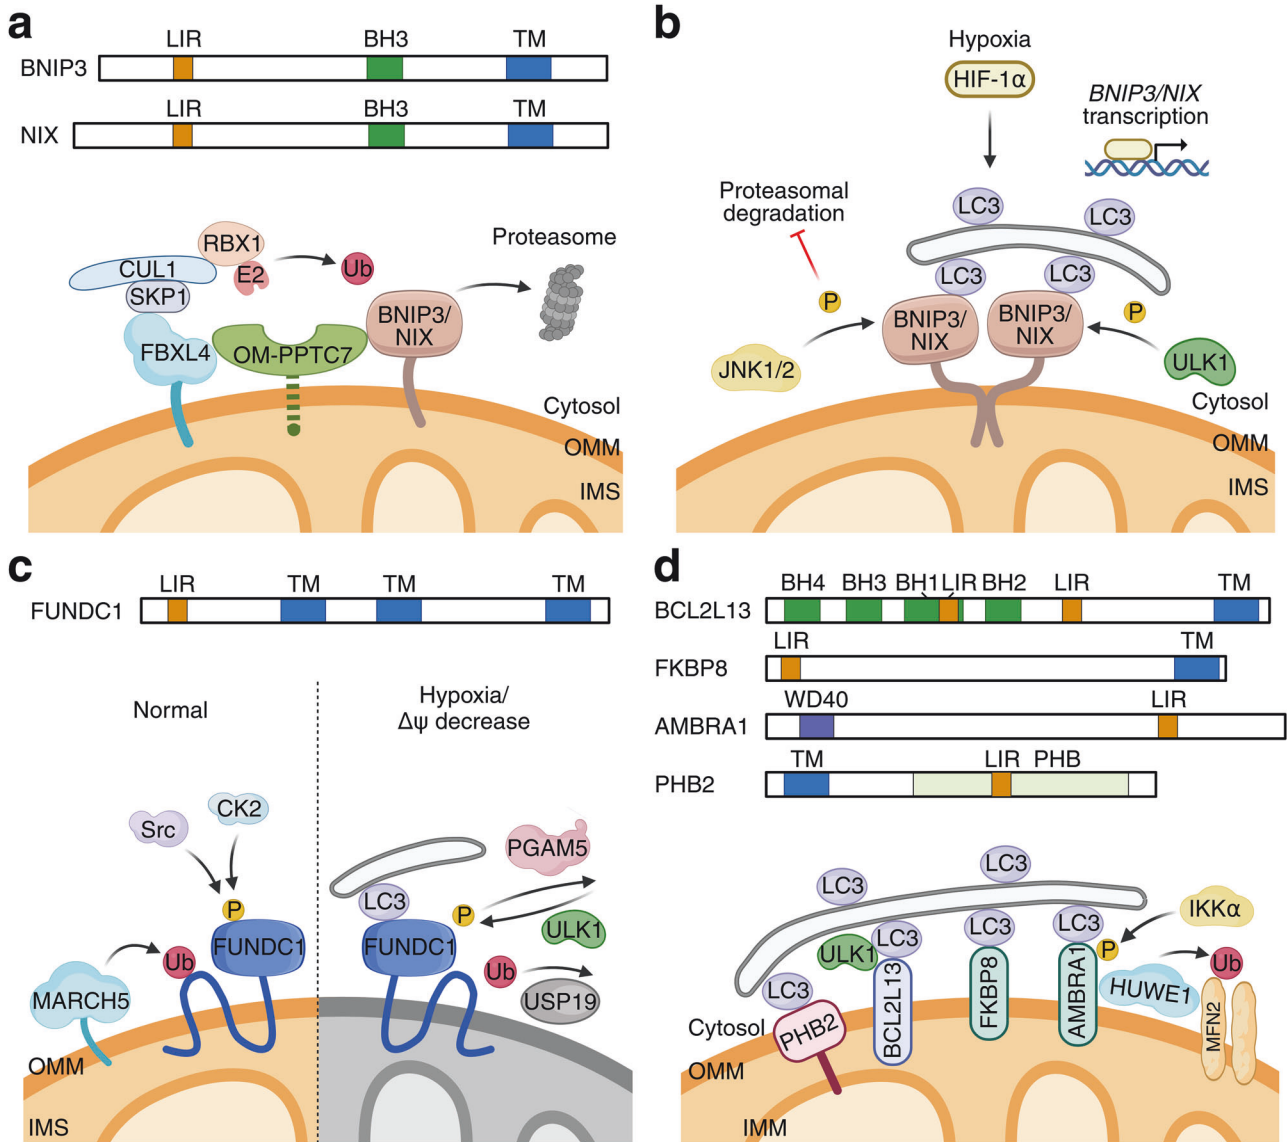 a
LIR BH3 TM
BNIP3
LIR BH3 TM
NIX
RBX1
CUL1
E2
Ub
SKP1
Proteasome
BNIP3/
NIX
FBXL4
OM-PPTC7
Cytosol
OMM
IMS
b
Hypoxia
HIF-1α
BNIP3/NIX
transcription
Proteasomal
degradation
LC3
LC3
LC3
LC3
P
P
BNIP3/
NIX
BNIP3/
NIX
JNK1/2
ULK1
Cytosol
OMM
IMS
c
LIR TM TM TM
FUNDC1
Normal
Hypoxia/
Δψ decrease
Src
CK2
P
FUNDC1
Ub
MARCH5
OMM
IMS
PGAM5
LC3
P
FUNDC1
ULK1
Ub
USP19
d
BH4 BH3 BH1 LIR BH2 LIR TM
BCL2L13
LIR TM
FKBP8
WD40 LIR
AMBRA1
TM LIR PHB
PHB2
LC3
LC3
LC3
LC3
LC3
LC3
IKKα
P
ULK1
BCL2L13
FKBP8
AMBRA1
HUWE1
Ub
MFN2
PHB2
Cytosol
OMM
IMM